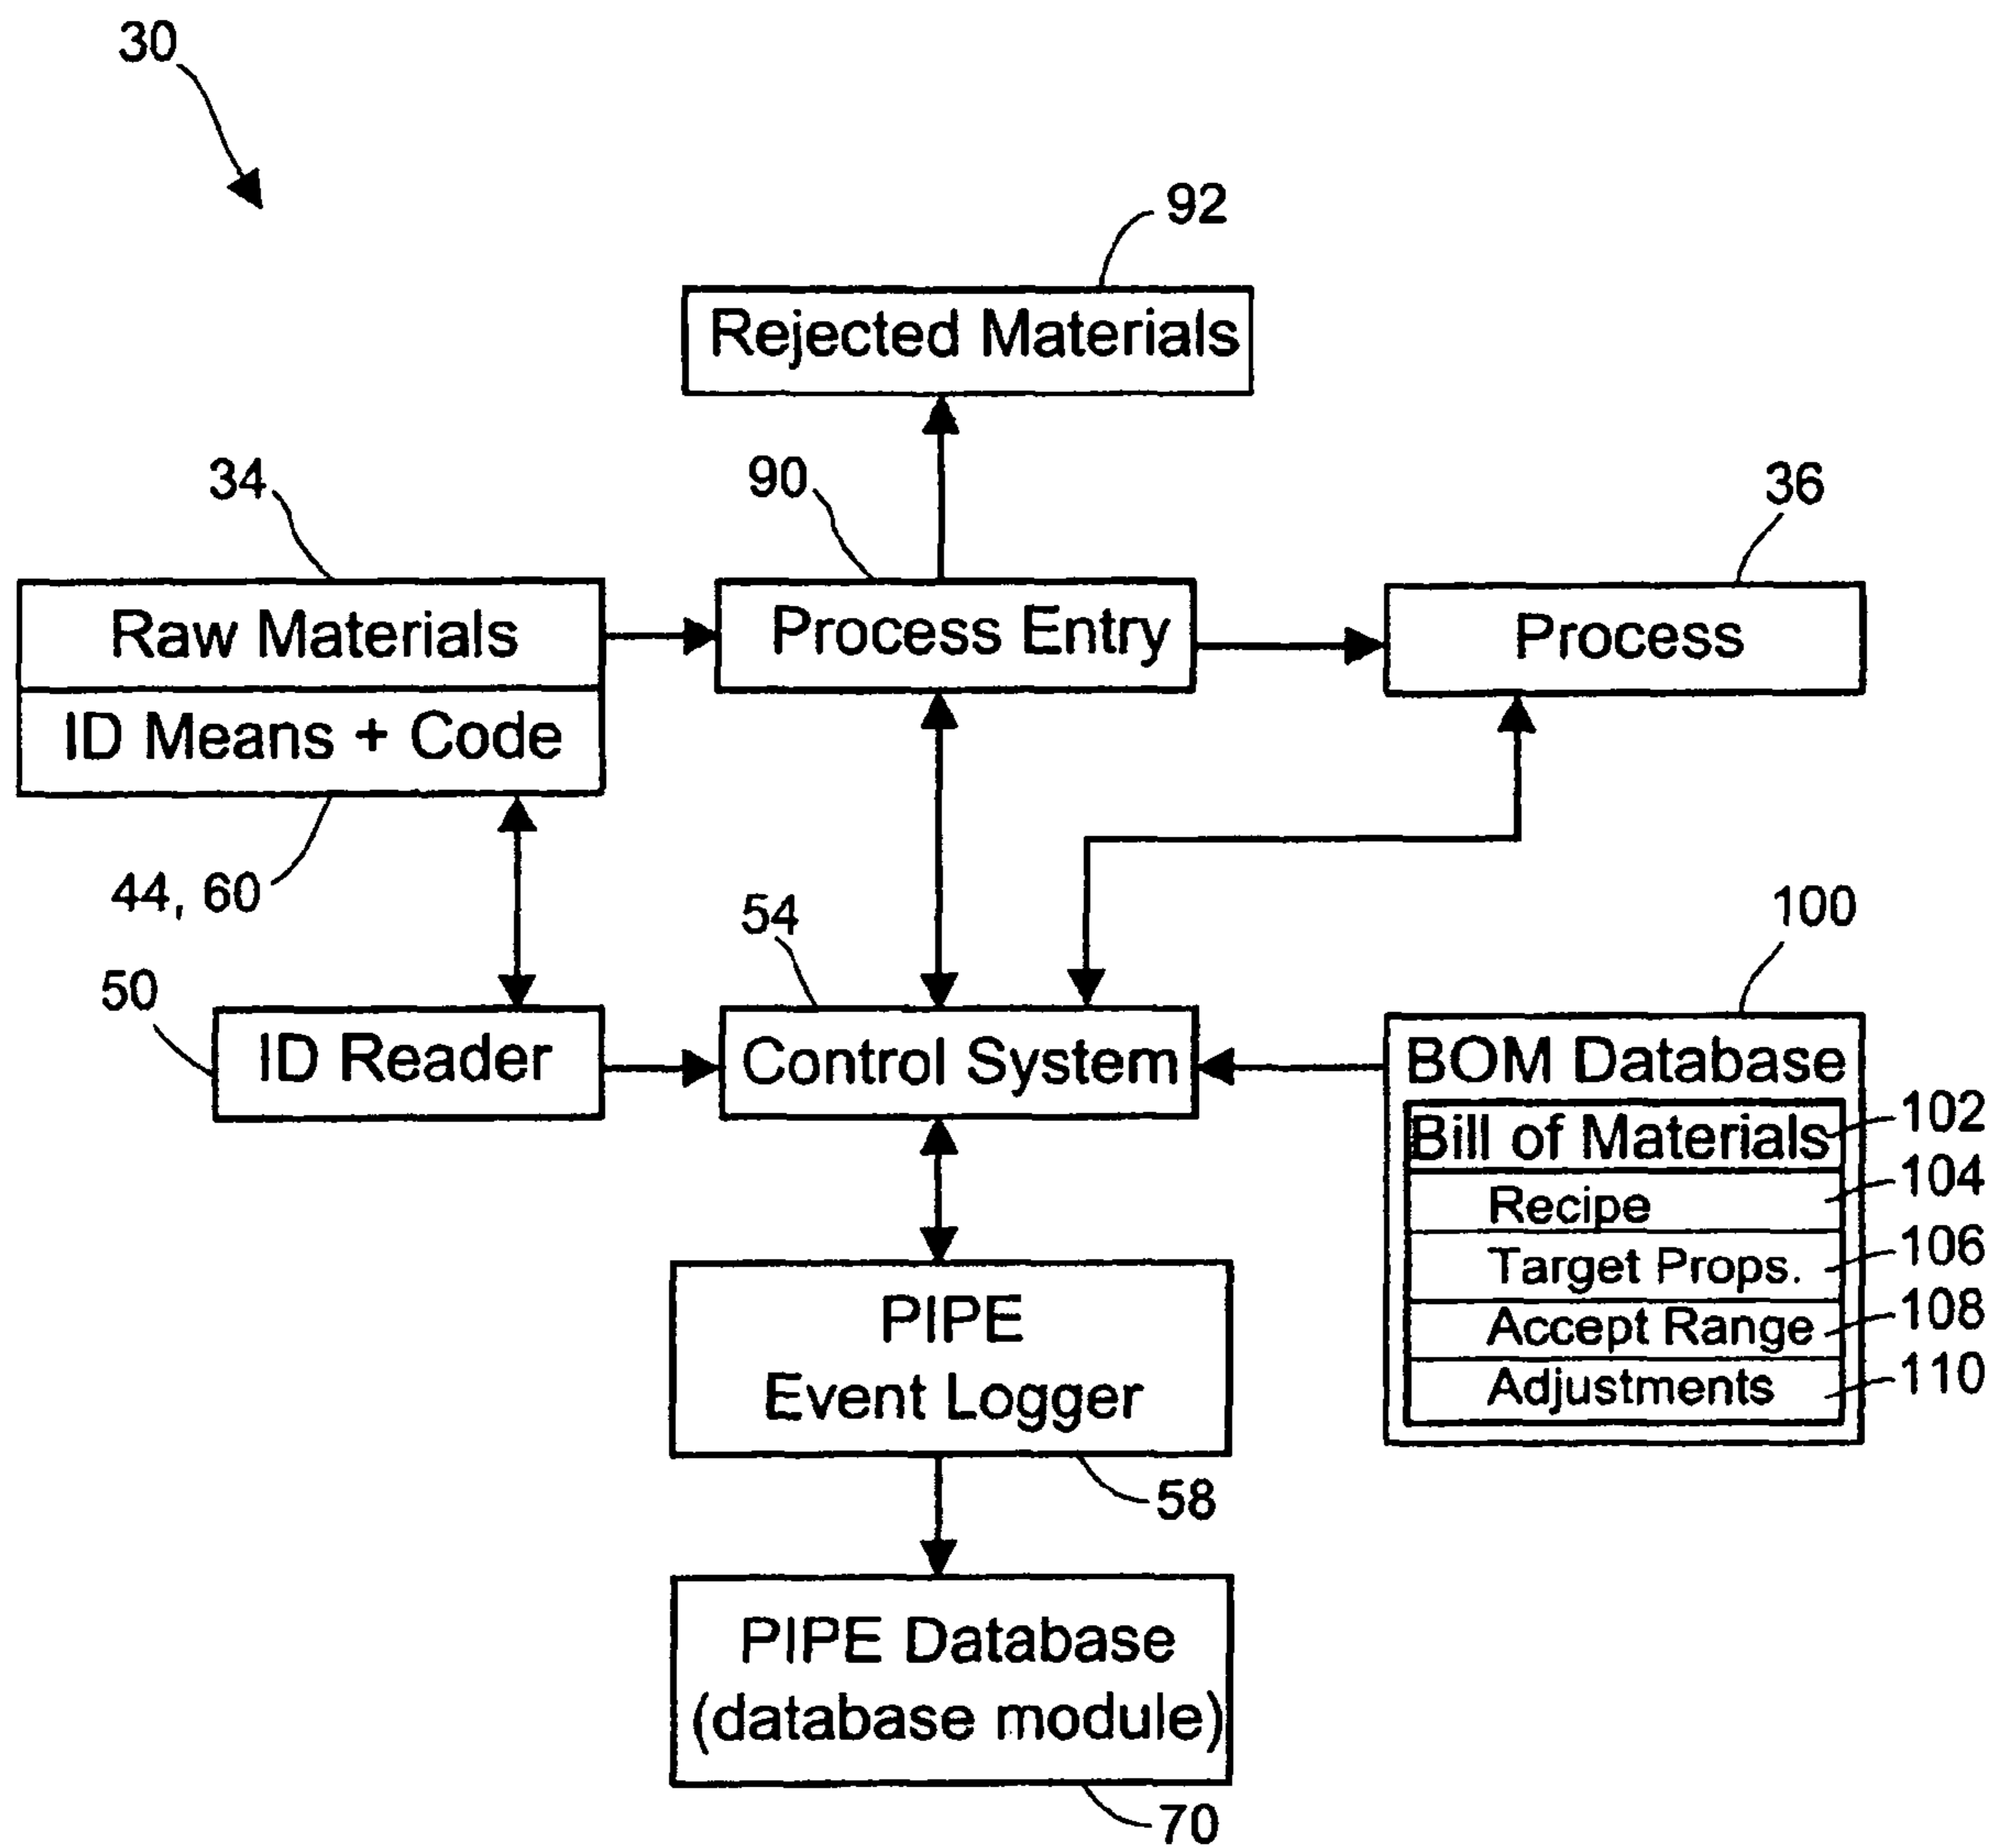 30
92
Rejected Materials
34
90
36
Raw Materials
Process Entry
Process
ID Means + Code
44, 60
54
100
50
ID Reader
Control System
BOM Database
Bill of Materials
102
Recipe
104
Target Props.
106
Accept Range
108
Adjustments
110
PIPE
Event Logger
58
PIPE Database
(database module)
70